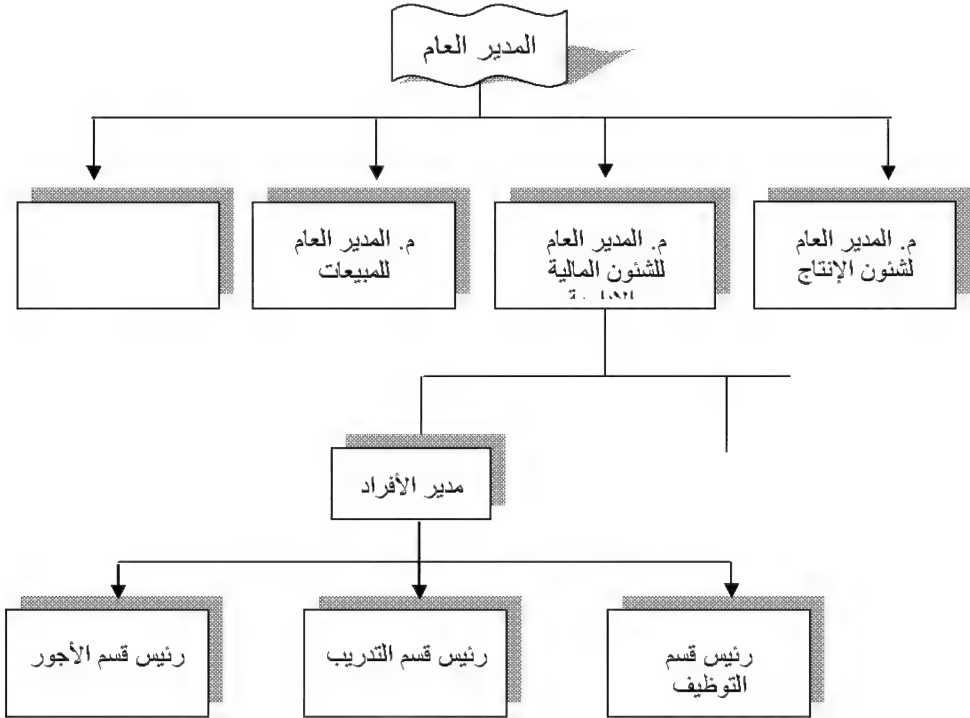 المدير العام
م. المدير العام
لشئون الإنتاج
م. المدير العام
للشئون المالية
م. المدير العام
للمبيعات
مدير الأفراد
رئيس قسم
التوظيف
رئيس قسم التدريب
رئيس قسم الأجور